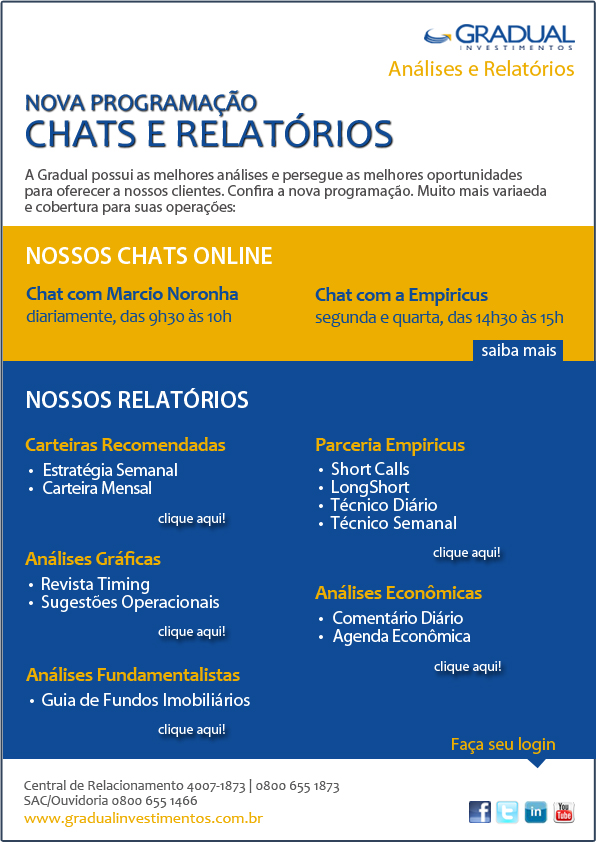 GRADUAL
INVESTIMENTOS
Análises e Relatórios
NOVA PROGRAMAÇÃO
CHATS E RELATÓRIOS
A Gradual possui as melhores análises e persegue as melhores oportunidades
para oferecer a nossos clientes. Confira a nova programação. Muito mais variaeda
e cobertura para suas operações:
NOSSOS CHATS ONLINE
Chat com Marcio Noronha
diariamente, das 9h30 às 10h
Chat com a Empiricus
segunda e quarta, das 14h30 às 15h
saiba mais
NOSSOS RELATÓRIOS
Carteiras Recomendadas
• Estratégia Semanal
• Carteira Mensal
clique aqui!
Análises Gráficas
• Revista Timing
• Sugestões Operacionais
clique aqui!
Análises Fundamentalistas
• Guia de Fundos Imobiliários
clique aqui!
Parceria Empiricus
• Short Calls
• LongShort
• Técnico Diário
• Técnico Semanal
clique aqui!
Análises Econômicas
• Comentário Diário
• Agenda Econômica
clique aqui!
Faça seu login
Central de Relacionamento 4007-1873 | 0800 655 1873
SAC/Ouvidoria 0800 655 1466
www.gradualinvestimentos.com.br
You Tube